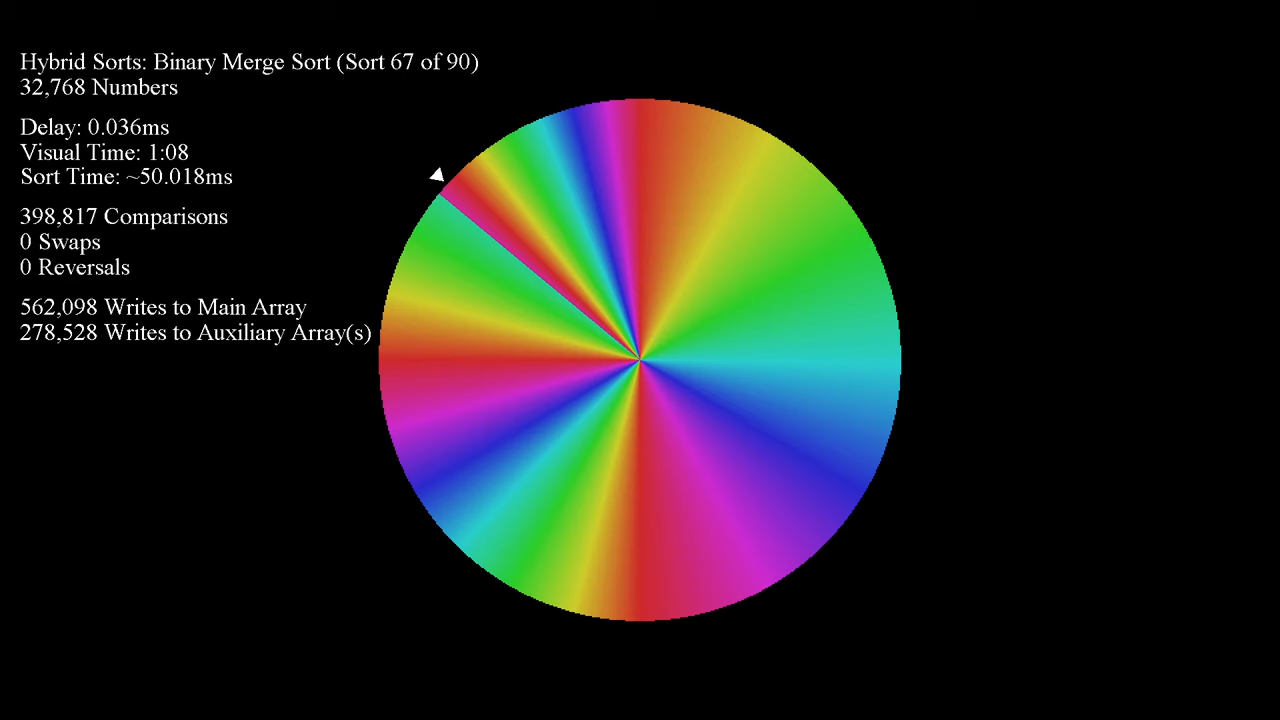 Hybrid Sorts: Binary Merge Sort (Sort 67 of 90)
32,768 Numbers
Delay: 0.036ms
Visual Time: 1:08
Sort Time: ~50.018ms
398,817 Comparisons
0 Swaps
0 Reversals
562,098 Writes to Main Array
278,528 Writes to Auxiliary Array(s)